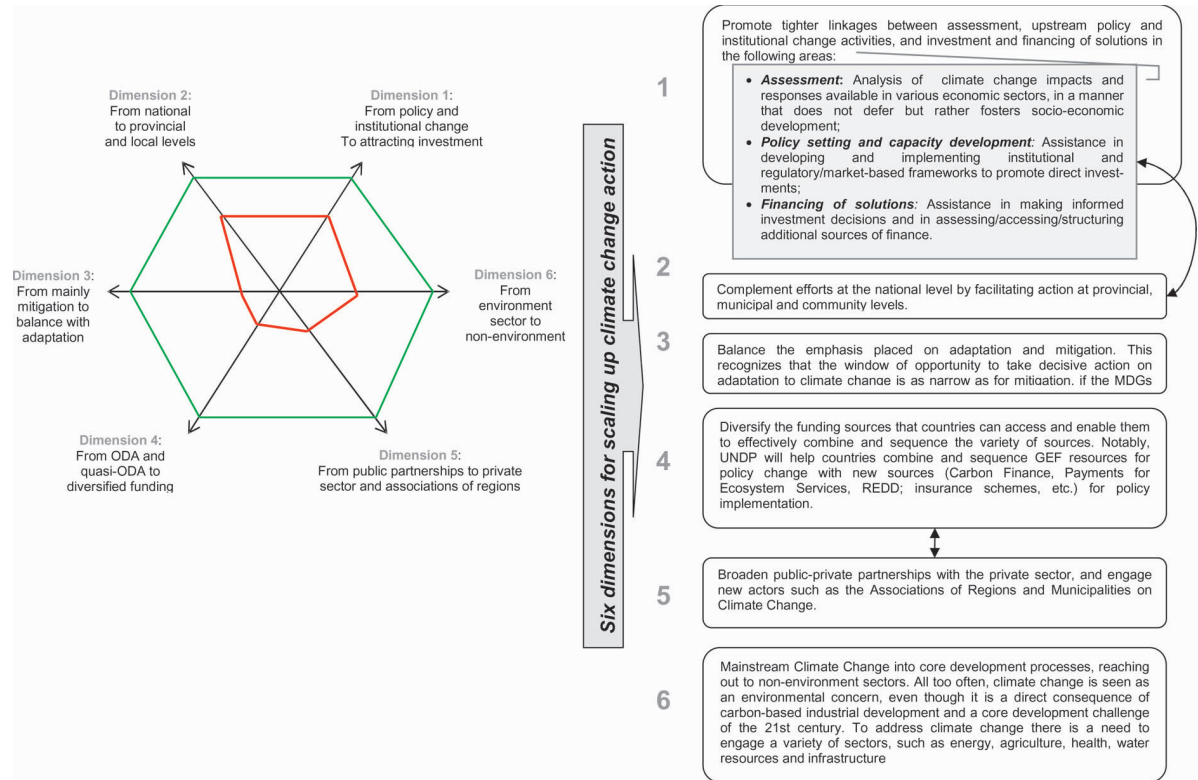 Dimension 2:
From national
to provincial
and local levels
Dimension 1:
From policy and
institutional change
To attracting investment
Dimension 3:
From mainly
mitigation to
balance with
adaptation
Dimension 6:
From
environment
sector to
non-environment
Dimension 4:
From ODA and
quasi-ODA to
diversified funding
Dimension 5:
From public partnerships to private
sector and associations of regions
Six dimensions for scaling up climate change action
1
Promote tighter linkages between assessment, upstream policy and
institutional change activities, and investment and financing of solutions in
the following areas:
• Assessment: Analysis of climate change impacts and
responses available in various economic sectors, in a manner
that does not defer but rather fosters socio-economic
development;
• Policy setting and capacity development: Assistance in
developing and implementing institutional and
regulatory/market-based frameworks to promote direct invest-
ments;
• Financing of solutions: Assistance in making informed
investment decisions and in assessing/accessing/structuring
additional sources of finance.
2
Complement efforts at the national level by facilitating action at provincial,
municipal and community levels.
3
Balance the emphasis placed on adaptation and mitigation. This
recognizes that the window of opportunity to take decisive action on
adaptation to climate change is as narrow as for mitigation. if the MDGs
4
Diversify the funding sources that countries can access and enable them
to effectively combine and sequence the variety of sources. Notably,
UNDP will help countries combine and sequence GEF resources for
policy change with new sources (Carbon Finance, Payments for
Ecosystem Services, REDD; insurance schemes, etc.) for policy
implementation.
5
Broaden public-private partnerships with the private sector, and engage
new actors such as the Associations of Regions and Municipalities on
Climate Change.
6
Mainstream Climate Change into core development processes, reaching
out to non-environment sectors. All too often, climate change is seen as
an environmental concern, even though it is a direct consequence of
carbon-based industrial development and a core development challenge
of the 21st century. To address climate change there is a need to
engage a variety of sectors, such as energy, agriculture, health, water
resources and infrastructure